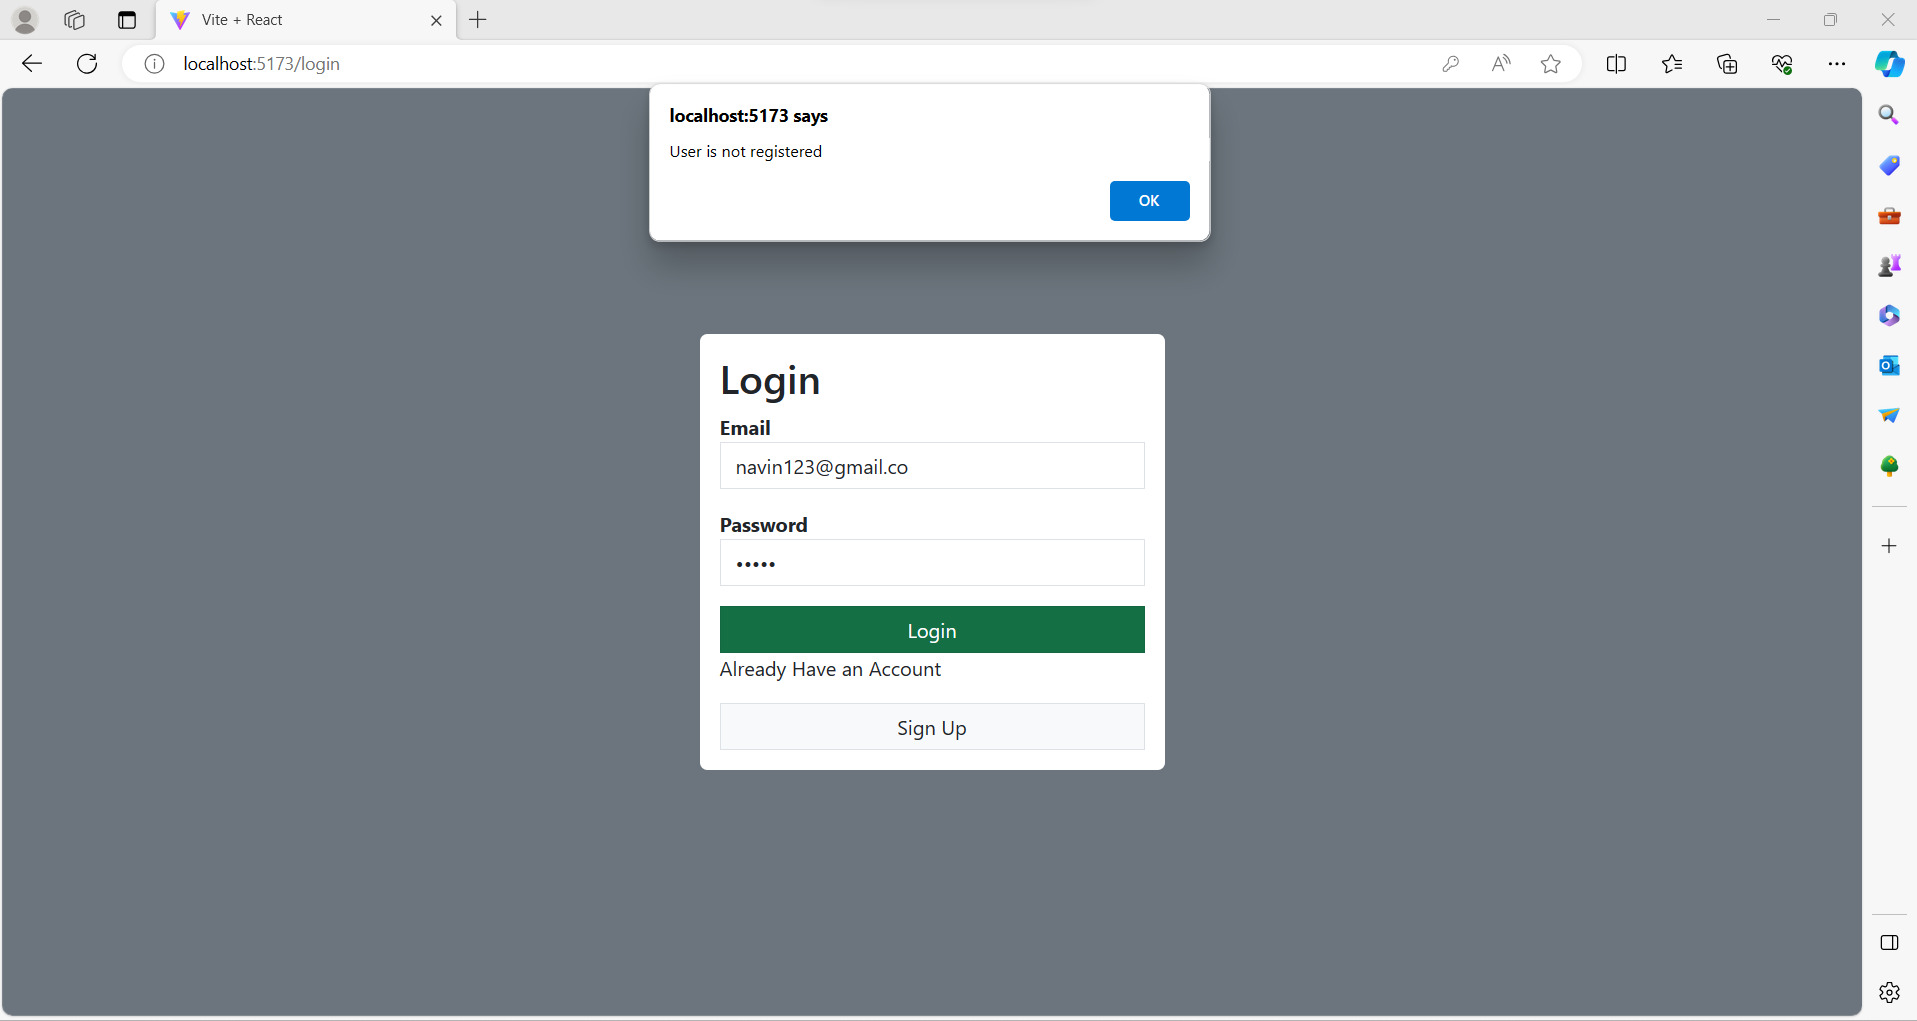 Vite + React
localhost:5173/login
localhost:5173 says
User is not registered
OK
Login
Email
navin123@gmail.co
Password
•••••
Login
Already Have an Account
Sign Up